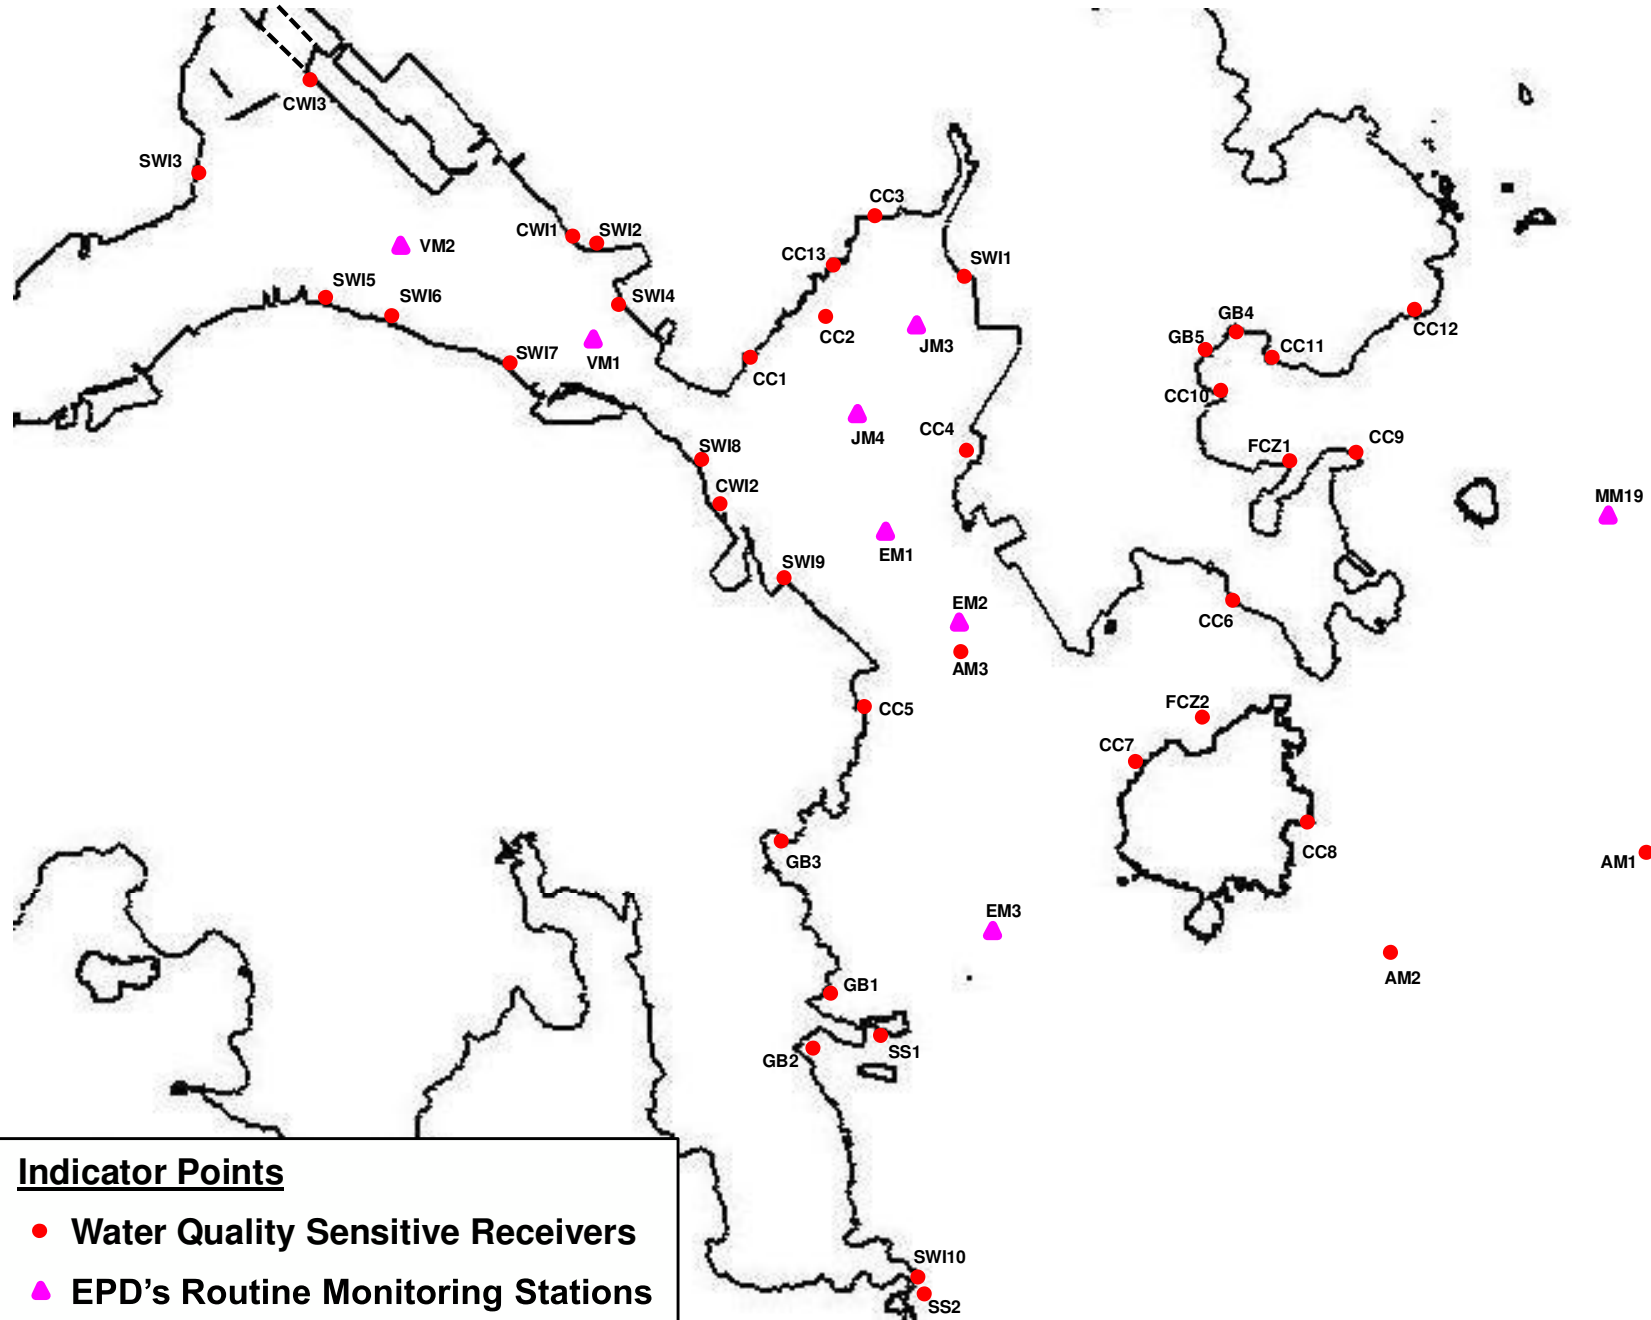 CWI3
SWI3
CC3
CWI1
SWI2
VM2
CC13
SWI1
SWI5
SWI6
SWI4
GB4
CC12
GB5
CC11
CC2
JM3
SWI7
VM1
CC1
CC10
CC4
JM4
SWI8
FCZ1
CC9
CWI2
MM19
EM1
SWI9
EM2
CC6
AM3
CC5
FCZ2
CC7
CC8
GB3
AM1
EM3
AM2
GB1
SS1
GB2
SWI10
SS2
Indicator Points
Water Quality Sensitive Receivers
EPD's Routine Monitoring Stations